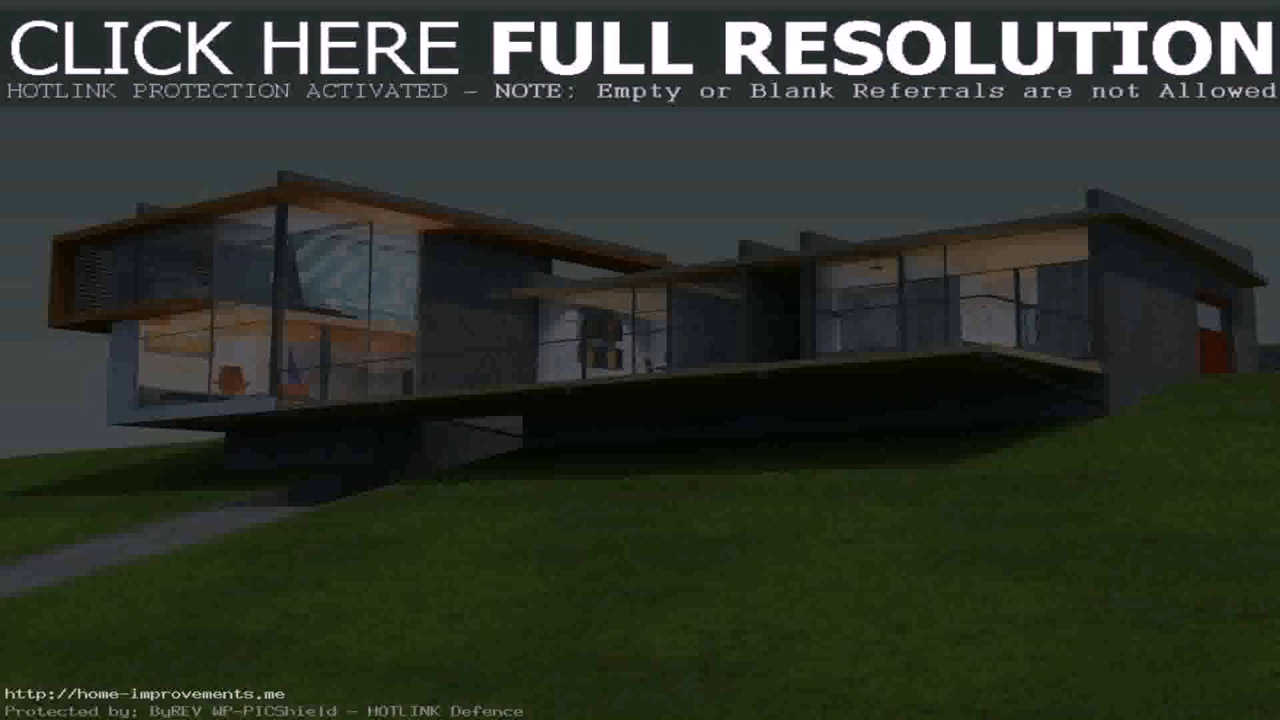 CLICK HERE FULL RESOLUTION
HOTLINK PROTECTION ACTIVATED - NOTE: Empty or Blank Referrals are not Allowed
http://home-improvements.me
Protected by: ByREV WP-PICShield - HOTLINK Defence